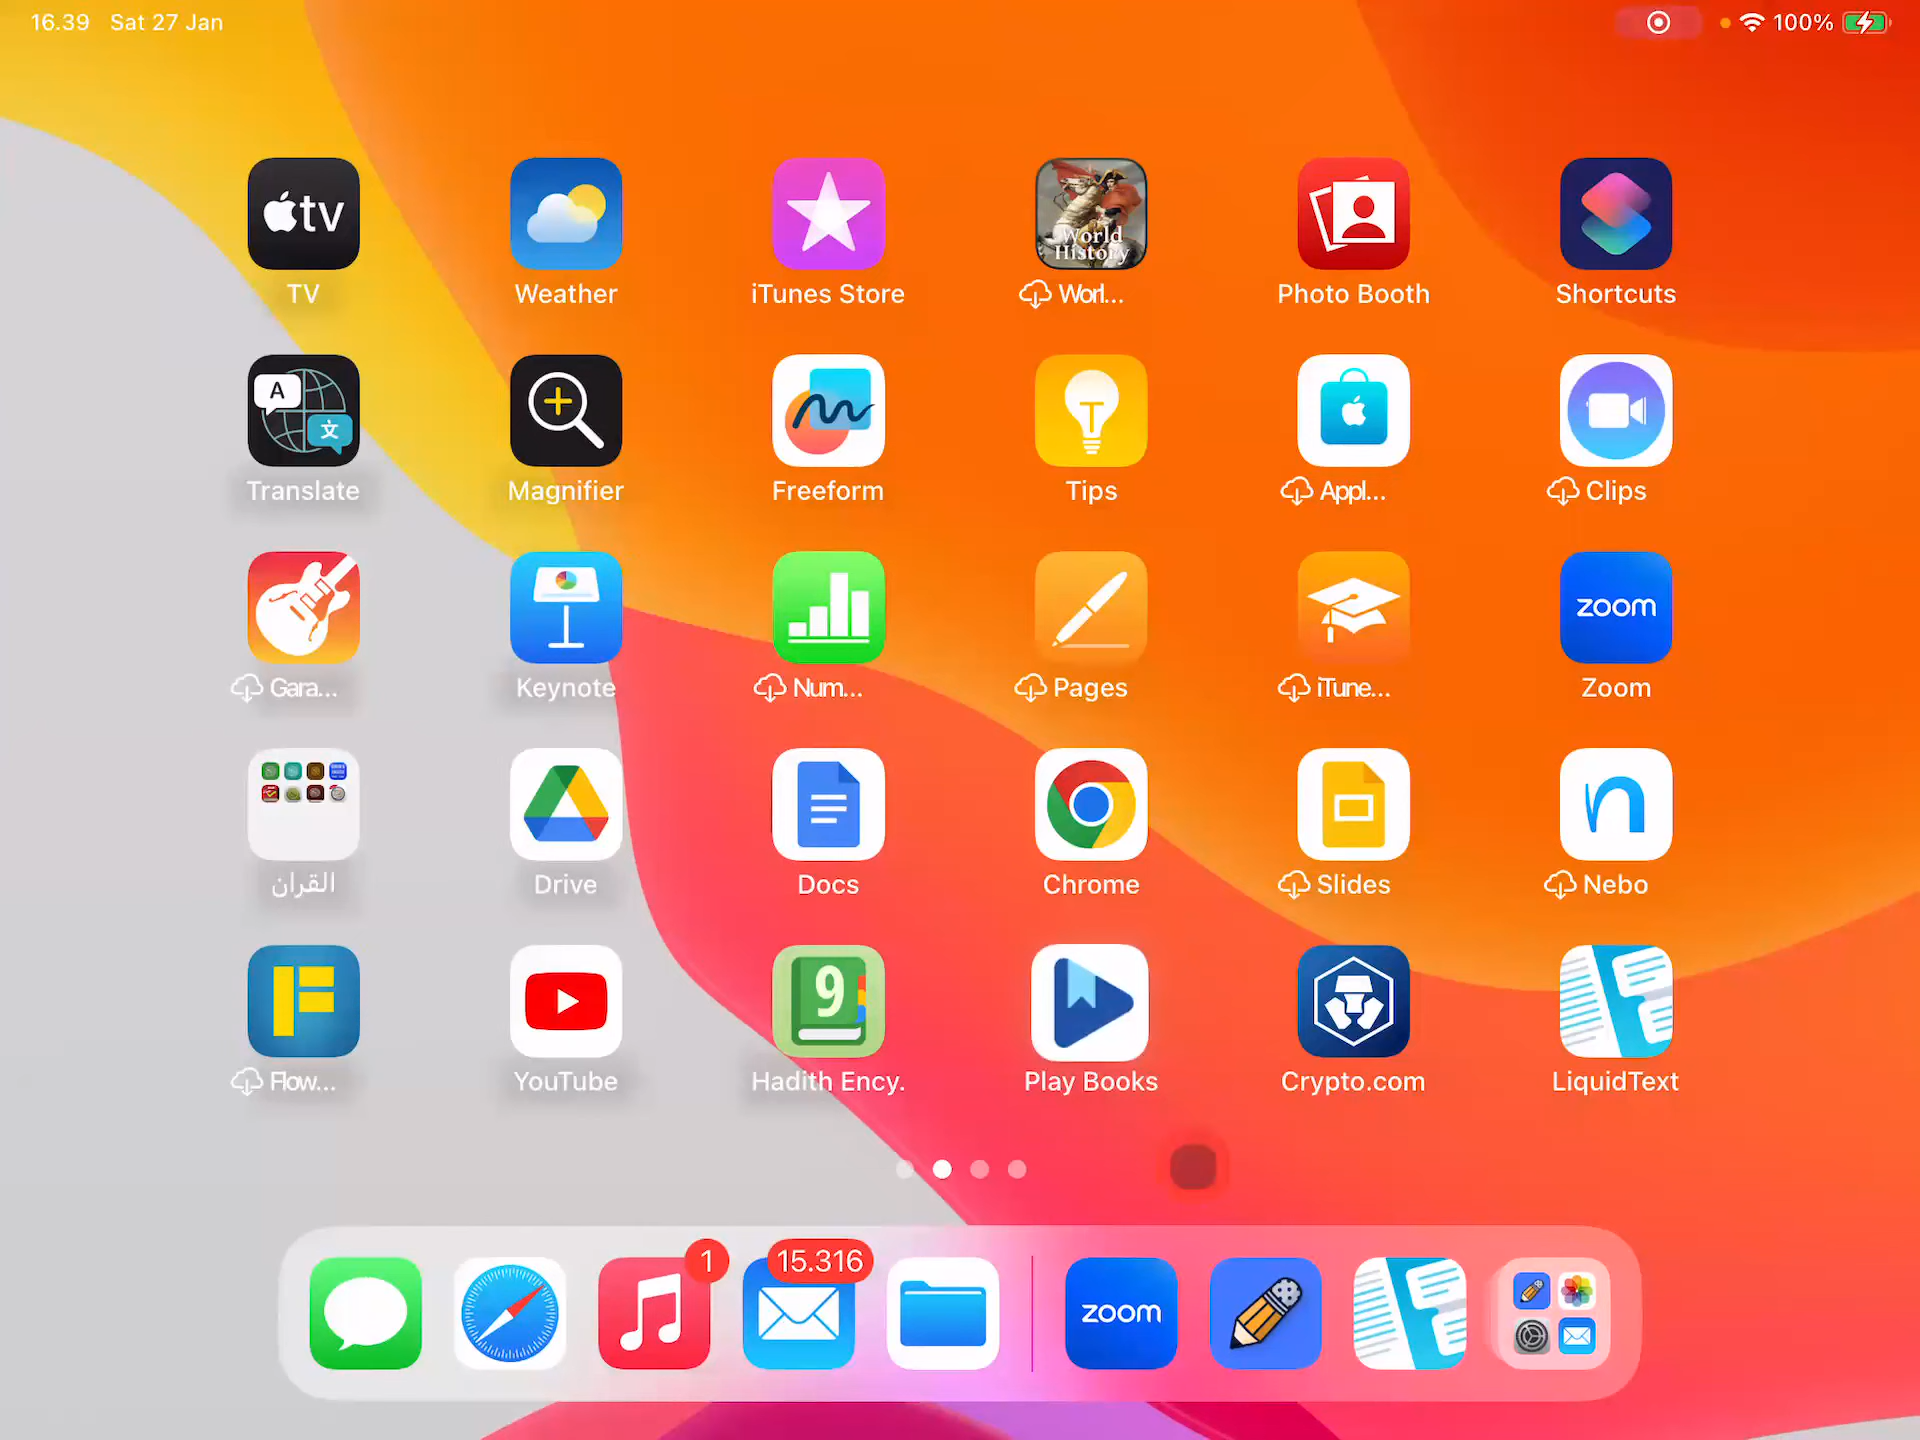 16.39 Sat 27 Jan
100%
tv
World
History
TV
Weather
iTunes Store
Worl...
Photo Booth
Shortcuts
A
文
Translate
Magnifier
Freeform
Tips
Appl...
Clips
zoom
Gara...
Keynote
Num...
Pages
iTune...
Zoom
n
القرآن
Drive
Docs
Chrome
Slides
Nebo
F
9
Flow...
YouTube
Hadith Ency.
Play Books
Crypto.com
LiquidText
1
15.316
zoom